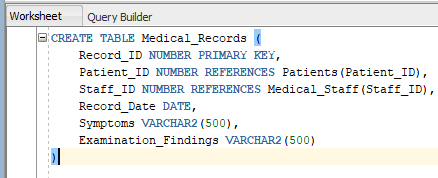 Worksheet Query Builder
CREATE TABLE Medical_Records (
Record_ID NUMBER PRIMARY KEY,
Patient_ID NUMBER REFERENCES Patients(Patient_ID),
Staff_ID NUMBER REFERENCES Medical_Staff(Staff_ID),
Record_Date DATE,
Symptoms VARCHAR2(500),
Examination_Findings VARCHAR2(500)
)